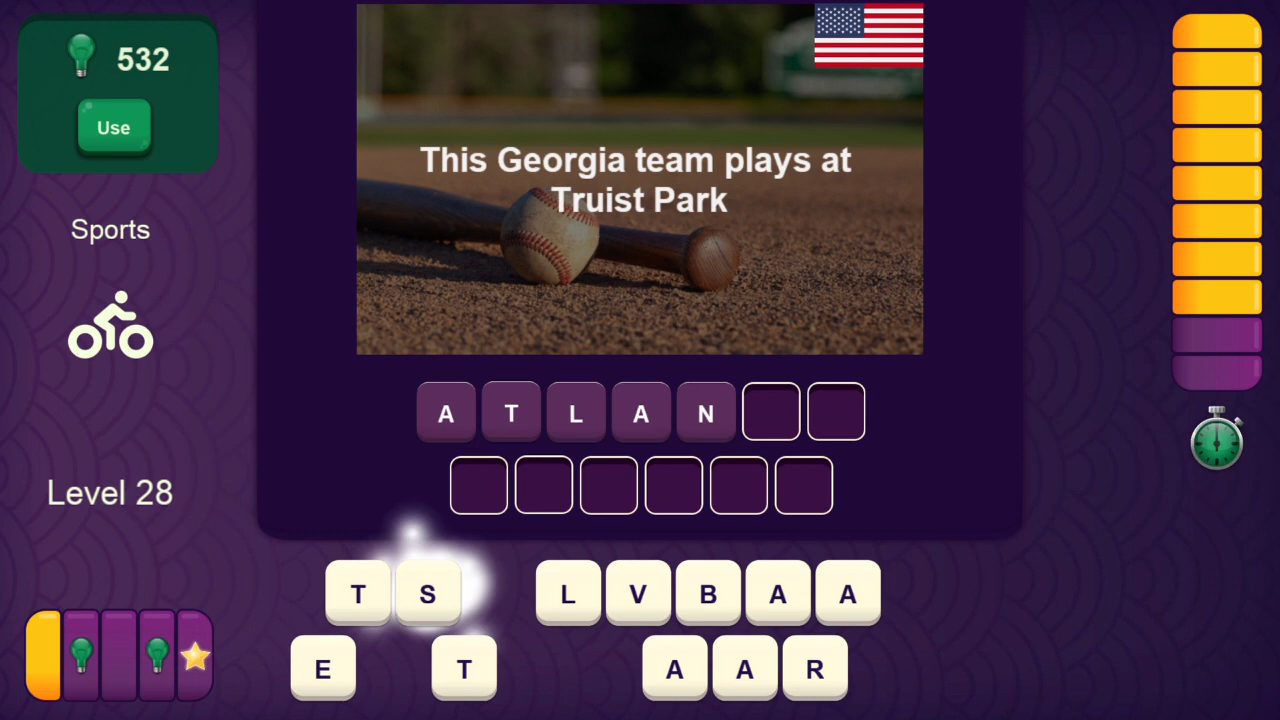 532
Use
Sports
Level 28
This Georgia team plays at
Truist Park
A T L A N
T S L V B A A
E T A A R